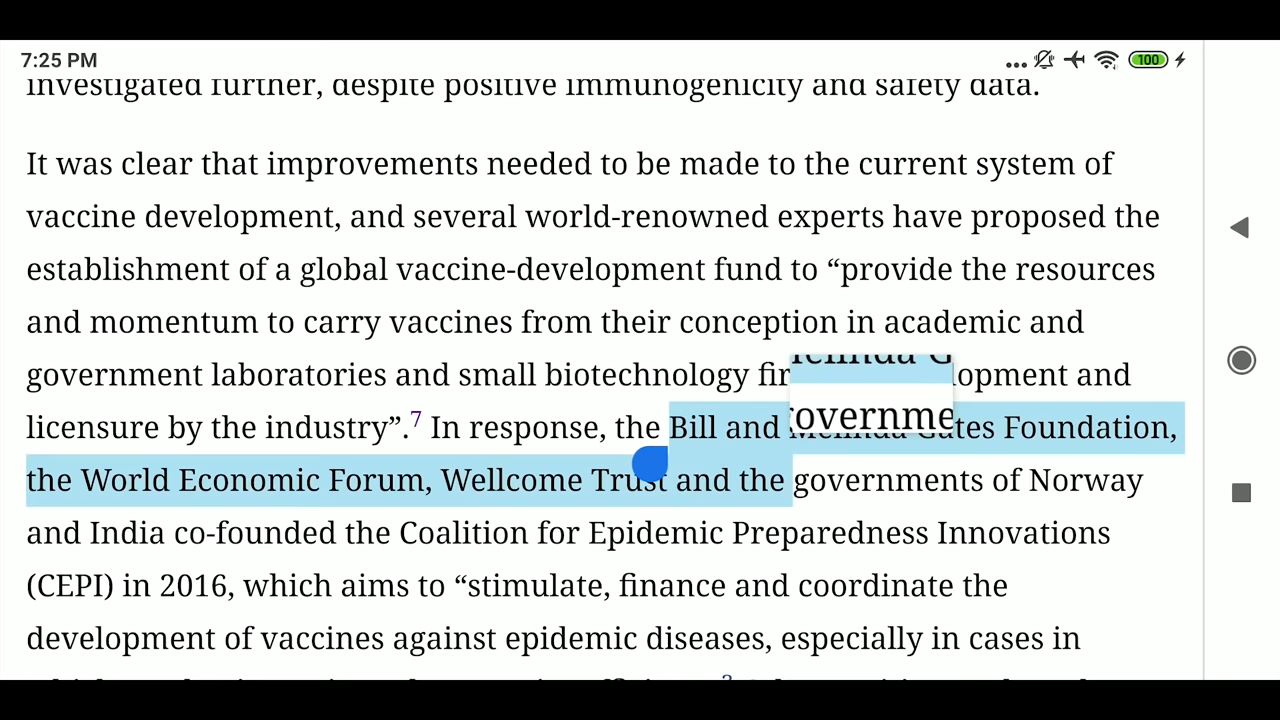 7:25 PM
100
investigated further, despite positive immunogenicity and safety data.
It was clear that improvements needed to be made to the current system of
vaccine development, and several world-renowned experts have proposed the
establishment of a global vaccine-development fund to “provide the resources
and momentum to carry vaccines from their conception in academic and
government laboratories and small biotechnology
and
licensure by the industry”.7 In response, the Bill and Melinda Gates Foundation,
the World Economic Forum, Wellcome Trust and the governments of Norway
and India co-founded the Coalition for Epidemic Preparedness Innovations
(CEPI) in 2016, which aims to “stimulate, finance and coordinate the
development of vaccines against epidemic diseases, especially in cases in